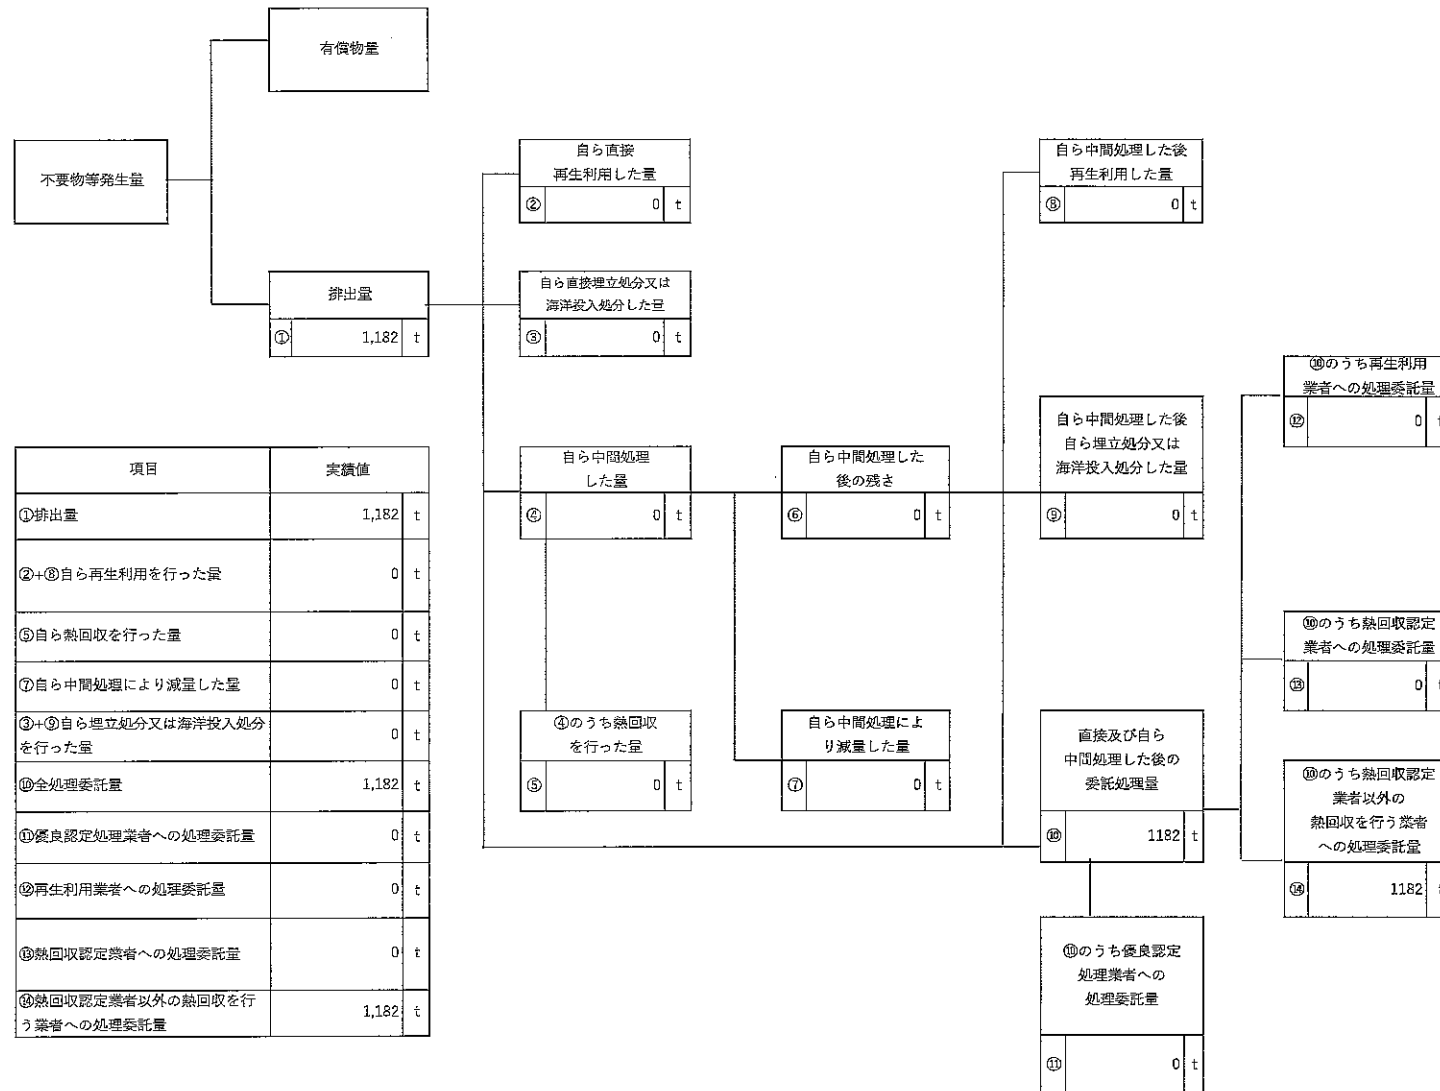 有償物量
不要物等発生量
排出量
① 1,182 t
自ら直接
再生利用した量
② 0 t
自ら直接埋立処分又は
海洋投入処分した量
③ 0 t
自ら中間処理
した量
④ 0 t
④のうち熱回収
を行った量
⑤ 0 t
自ら中間処理した
後の残さ
⑥ 0 t
自ら中間処理によ
り減量した量
⑦ 0 t
自ら中間処理した後
再生利用した量
⑧ 0 t
自ら中間処理した後
自ら埋立処分又は
海洋投入処分した量
⑨ 0 t
直接及び自ら
中間処理した後の
委託処理量
⑩ 1182 t
⑩のうち優良認定
処理業者への
処理委託量
⑪ 0 t
⑩のうち再生利用
業者への処理委託量
⑫ 0 t
⑩のうち熱回収認定
業者への処理委託量
⑬ 0 t
⑩のうち熱回収認定
業者以外の
熱回収を行う業者
への処理委託量
⑭ 1182 t
項目 実績値
①排出量 1,182 t
②+⑧自ら再生利用を行った量 0 t
⑤自ら熱回収を行った量 0 t
⑦自ら中間処理により減量した量 0 t
③+⑨自ら埋立処分又は海洋投入処分
を行った量 0 t
⑩全処理委託量 1,182 t
⑪優良認定処理業者への処理委託量 0 t
⑫再生利用業者への処理委託量 0 t
⑬熱回収認定業者への処理委託量 0 t
⑭熱回収認定業者以外の熱回収を行
う業者への処理委託量 1,182 t